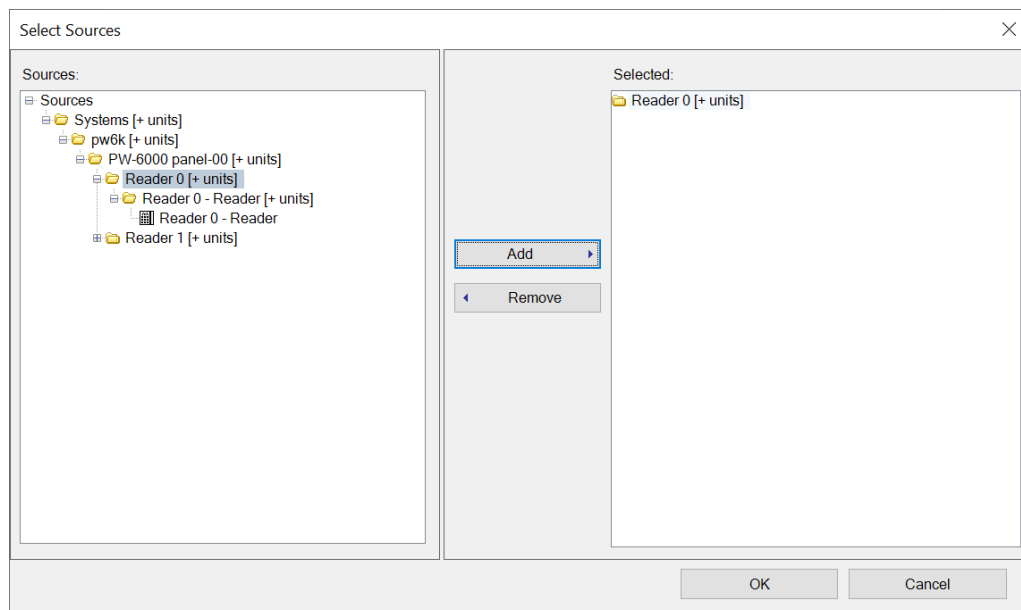 Select Sources
Sources:
Sources
Systems [+ units]
pw6k [+ units]
PW-6000 panel-00 [+ units]
Reader 0 [+ units]
Reader 0 - Reader [+ units]
Reader 0 - Reader
Reader 1 [+ units]
Add
Remove
Selected:
Reader 0 [+ units]
OK
Cancel